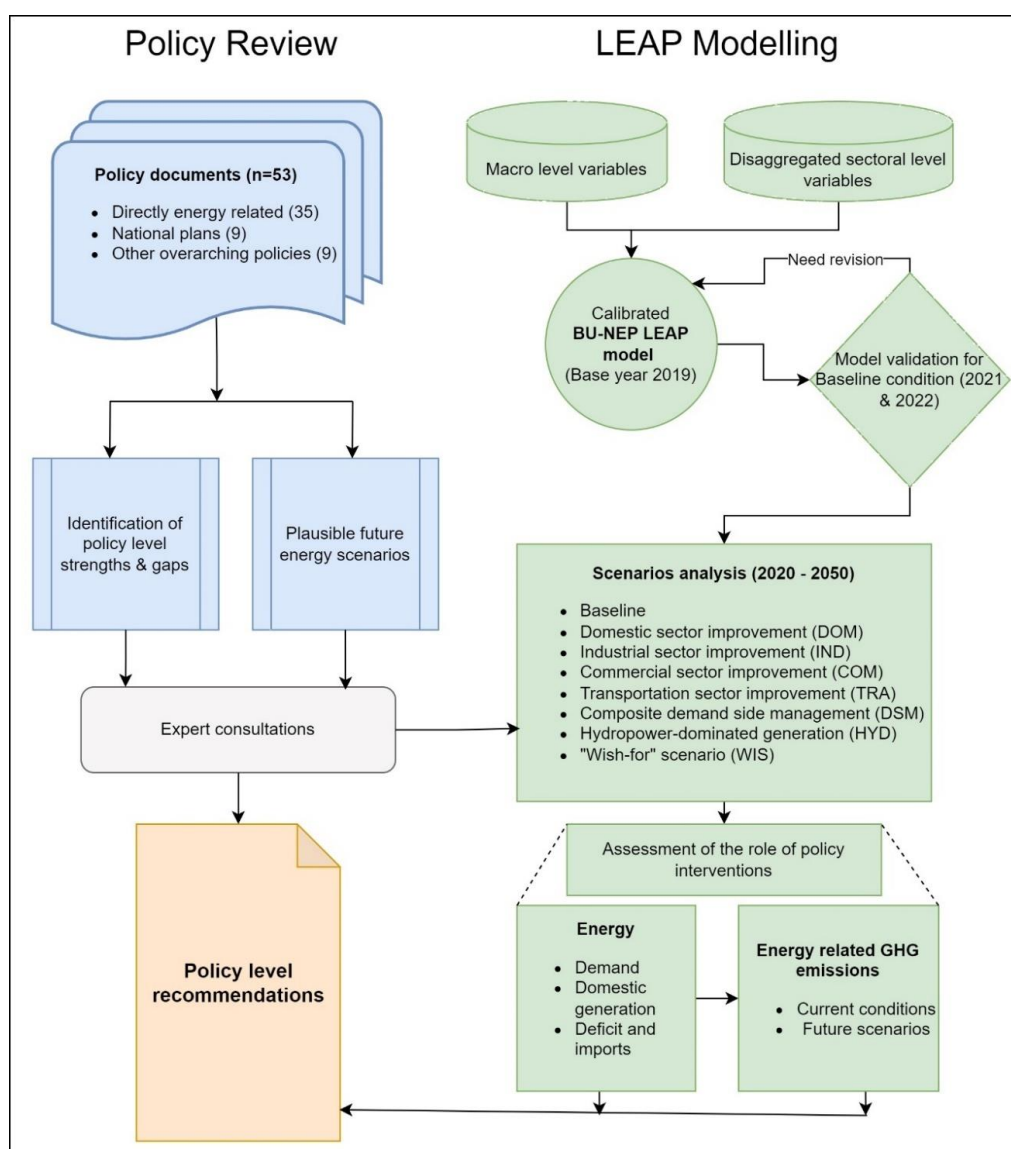 Policy Review
LEAP Modelling
Policy documents (n=53)
• Directly energy related (35)
• National plans (9)
• Other overarching policies (9)
Macro level variables
Disaggregated sectoral level
variables
Need revision
Calibrated
BU-NEP LEAP
model
(Base year 2019)
Model validation for
Baseline condition (2021
& 2022)
Identification of
policy level
strengths & gaps
Plausible future
energy scenarios
Expert consultations
Scenarios analysis (2020 - 2050)
• Baseline
• Domestic sector improvement (DOM)
• Industrial sector improvement (IND)
• Commercial sector improvement (COM)
• Transportation sector improvement (TRA)
• Composite demand side management (DSM)
• Hydropower-dominated generation (HYD)
• "Wish-for" scenario (WIS)
Assessment of the role of policy
interventions
Energy
• Demand
• Domestic
generation
• Deficit and
imports
Energy related GHG
emissions
• Current conditions
• Future scenarios
Policy level
recommendations